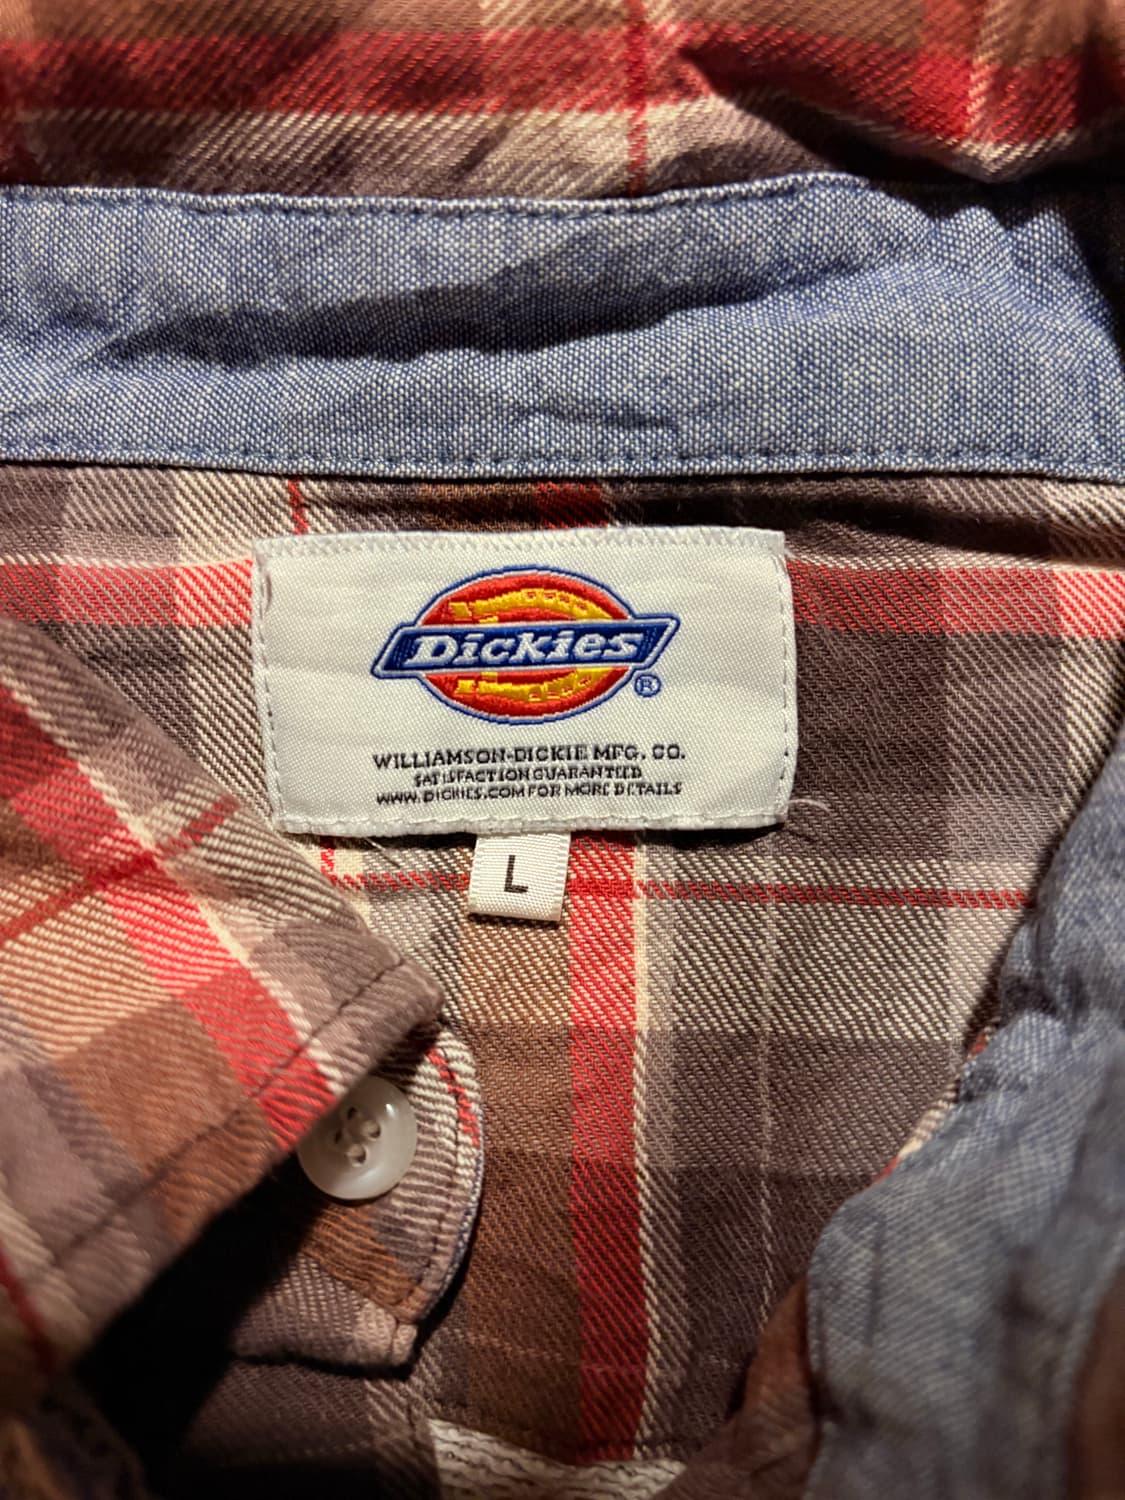 Dickies
®
WILLIAMSON-DICKIE MFG. CO.
SATISFACTION GUARANTEED
WWW.DICKIES.COM FOR MORE DETAILS
L